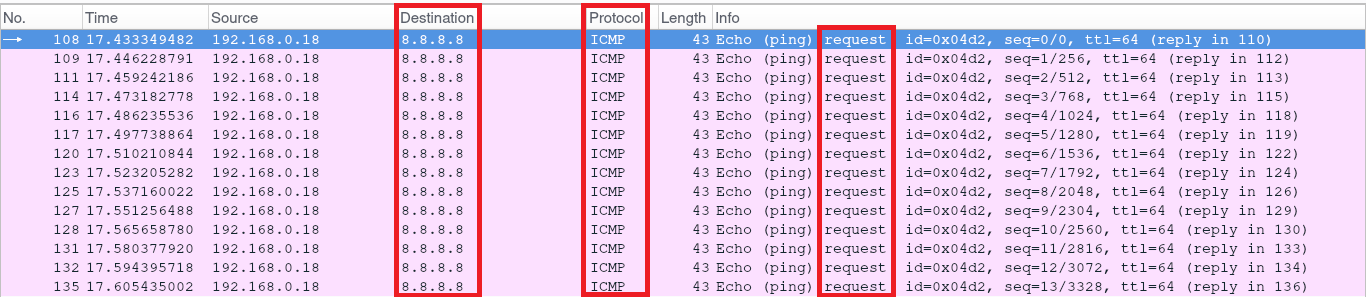 No. Time Source Destination Protocol Length Info
108 17.433349482 192.168.0.18 8.8.8.8 ICMP 43 Echo (ping) request id=0x04d2, seq=0/0, ttl=64 (reply in 110)
109 17.446228791 192.168.0.18 8.8.8.8 ICMP 43 Echo (ping) request id=0x04d2, seq=1/256, ttl=64 (reply in 112)
111 17.459242186 192.168.0.18 8.8.8.8 ICMP 43 Echo (ping) request id=0x04d2, seq=2/512, ttl=64 (reply in 113)
114 17.473182778 192.168.0.18 8.8.8.8 ICMP 43 Echo (ping) request id=0x04d2, seq=3/768, ttl=64 (reply in 115)
116 17.486235536 192.168.0.18 8.8.8.8 ICMP 43 Echo (ping) request id=0x04d2, seq=4/1024, ttl=64 (reply in 118)
117 17.497738864 192.168.0.18 8.8.8.8 ICMP 43 Echo (ping) request id=0x04d2, seq=5/1280, ttl=64 (reply in 119)
120 17.510210844 192.168.0.18 8.8.8.8 ICMP 43 Echo (ping) request id=0x04d2, seq=6/1536, ttl=64 (reply in 122)
123 17.523205282 192.168.0.18 8.8.8.8 ICMP 43 Echo (ping) request id=0x04d2, seq=7/1792, ttl=64 (reply in 124)
125 17.537160022 192.168.0.18 8.8.8.8 ICMP 43 Echo (ping) request id=0x04d2, seq=8/2048, ttl=64 (reply in 126)
127 17.551256488 192.168.0.18 8.8.8.8 ICMP 43 Echo (ping) request id=0x04d2, seq=9/2304, ttl=64 (reply in 129)
128 17.565658780 192.168.0.18 8.8.8.8 ICMP 43 Echo (ping) request id=0x04d2, seq=10/2560, ttl=64 (reply in 130)
131 17.580377920 192.168.0.18 8.8.8.8 ICMP 43 Echo (ping) request id=0x04d2, seq=11/2816, ttl=64 (reply in 133)
132 17.594395718 192.168.0.18 8.8.8.8 ICMP 43 Echo (ping) request id=0x04d2, seq=12/3072, ttl=64 (reply in 134)
135 17.605435002 192.168.0.18 8.8.8.8 ICMP 43 Echo (ping) request id=0x04d2, seq=13/3328, ttl=64 (reply in 136)